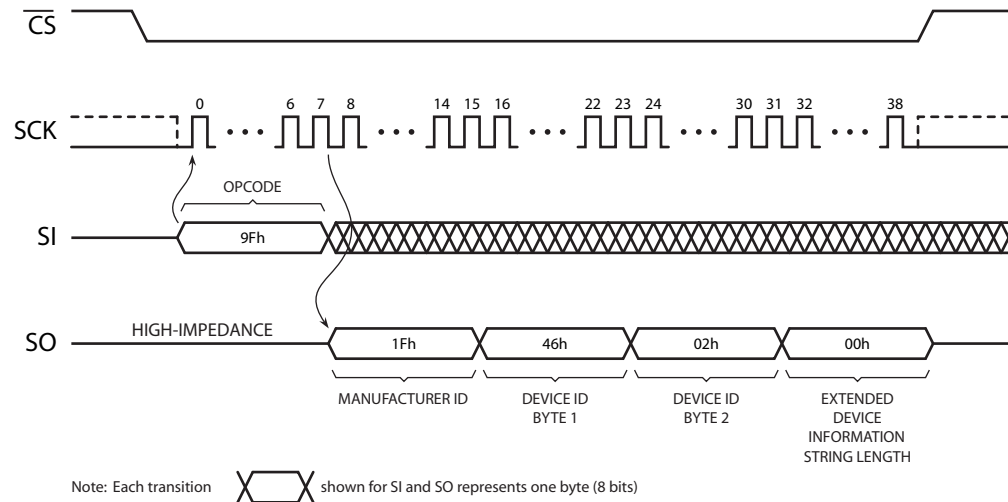 CS
0 6 7 8 14 15 16 22 23 24 30 31 32 38
SCK
OPCODE
SI
9Fh
HIGH-IMPEDANCE
SO
1Fh 46h 02h 00h
MANUFACTURER ID
DEVICE ID
BYTE 1
DEVICE ID
BYTE 2
EXTENDED
DEVICE
INFORMATION
STRING LENGTH
Note: Each transition shown for SI and SO represents one byte (8 bits)